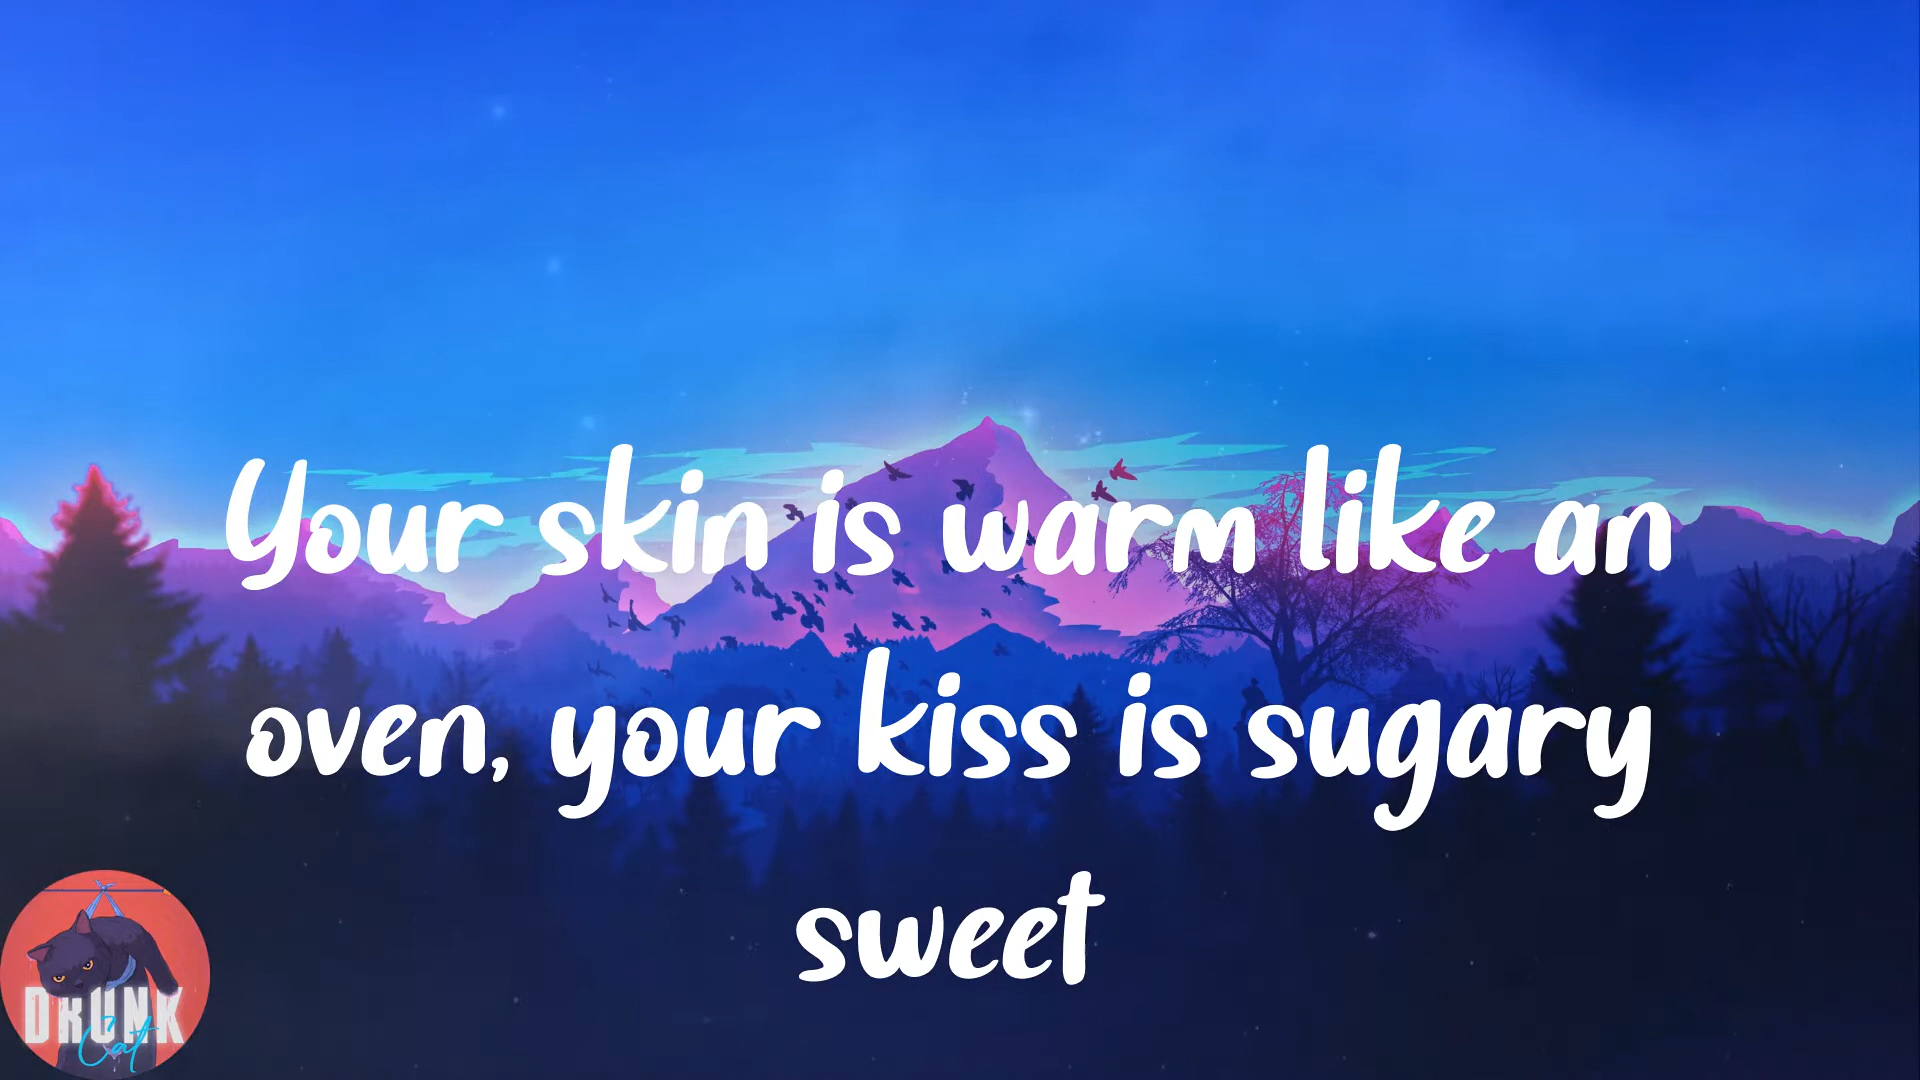 Your skin is warm like an
oven, your kiss is sugary
sweet
DRUNK
Cat